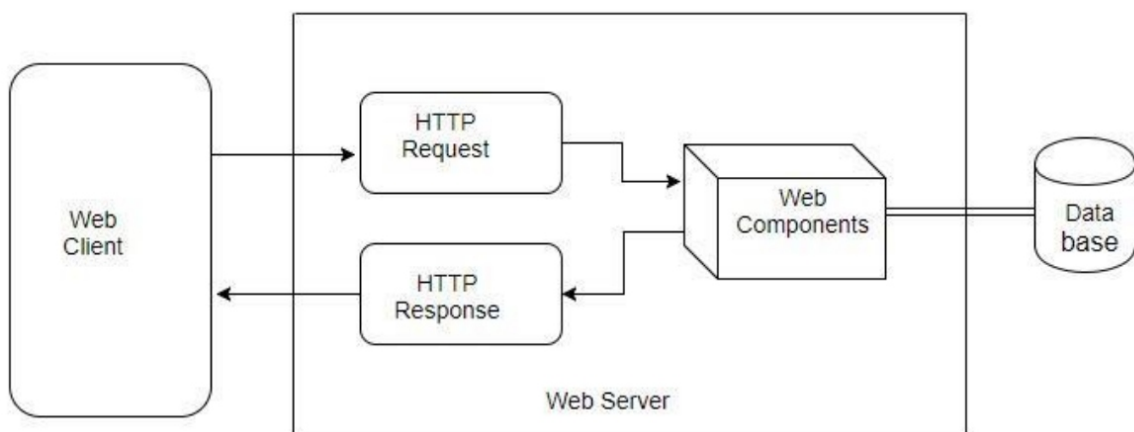 Web
Client
HTTP
Request
HTTP
Response
Web
Components
Data
base
Web Server